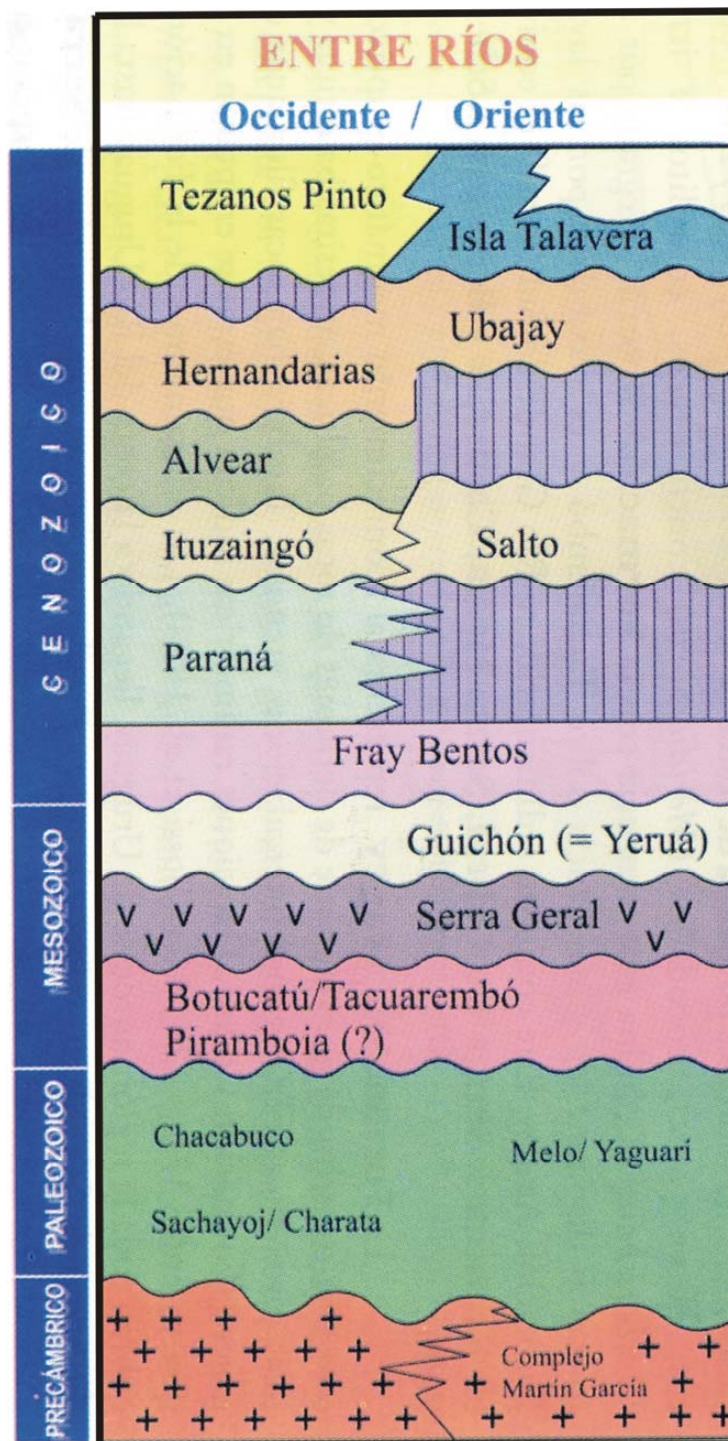 ENTRE RÍOS
Occidente / Oriente
GENOZOICO
Tezanos Pinto
Isla Talavera
Ubajay
Hernandarias
Alvear
Ituzaingó
Salto
Paraná
Fray Bentos
MESOZOICO
Guichón (= Yeruá)
V V V V V Serra Geral V V
V V V V V
Botucatú/Tacuarembó
Piramboia (?)
PALEOZOICO
Chacabuco
Melo/ Yaguarí
Sachayoj/ Charata
PRECÁMBRICO
Complejo
Martín García